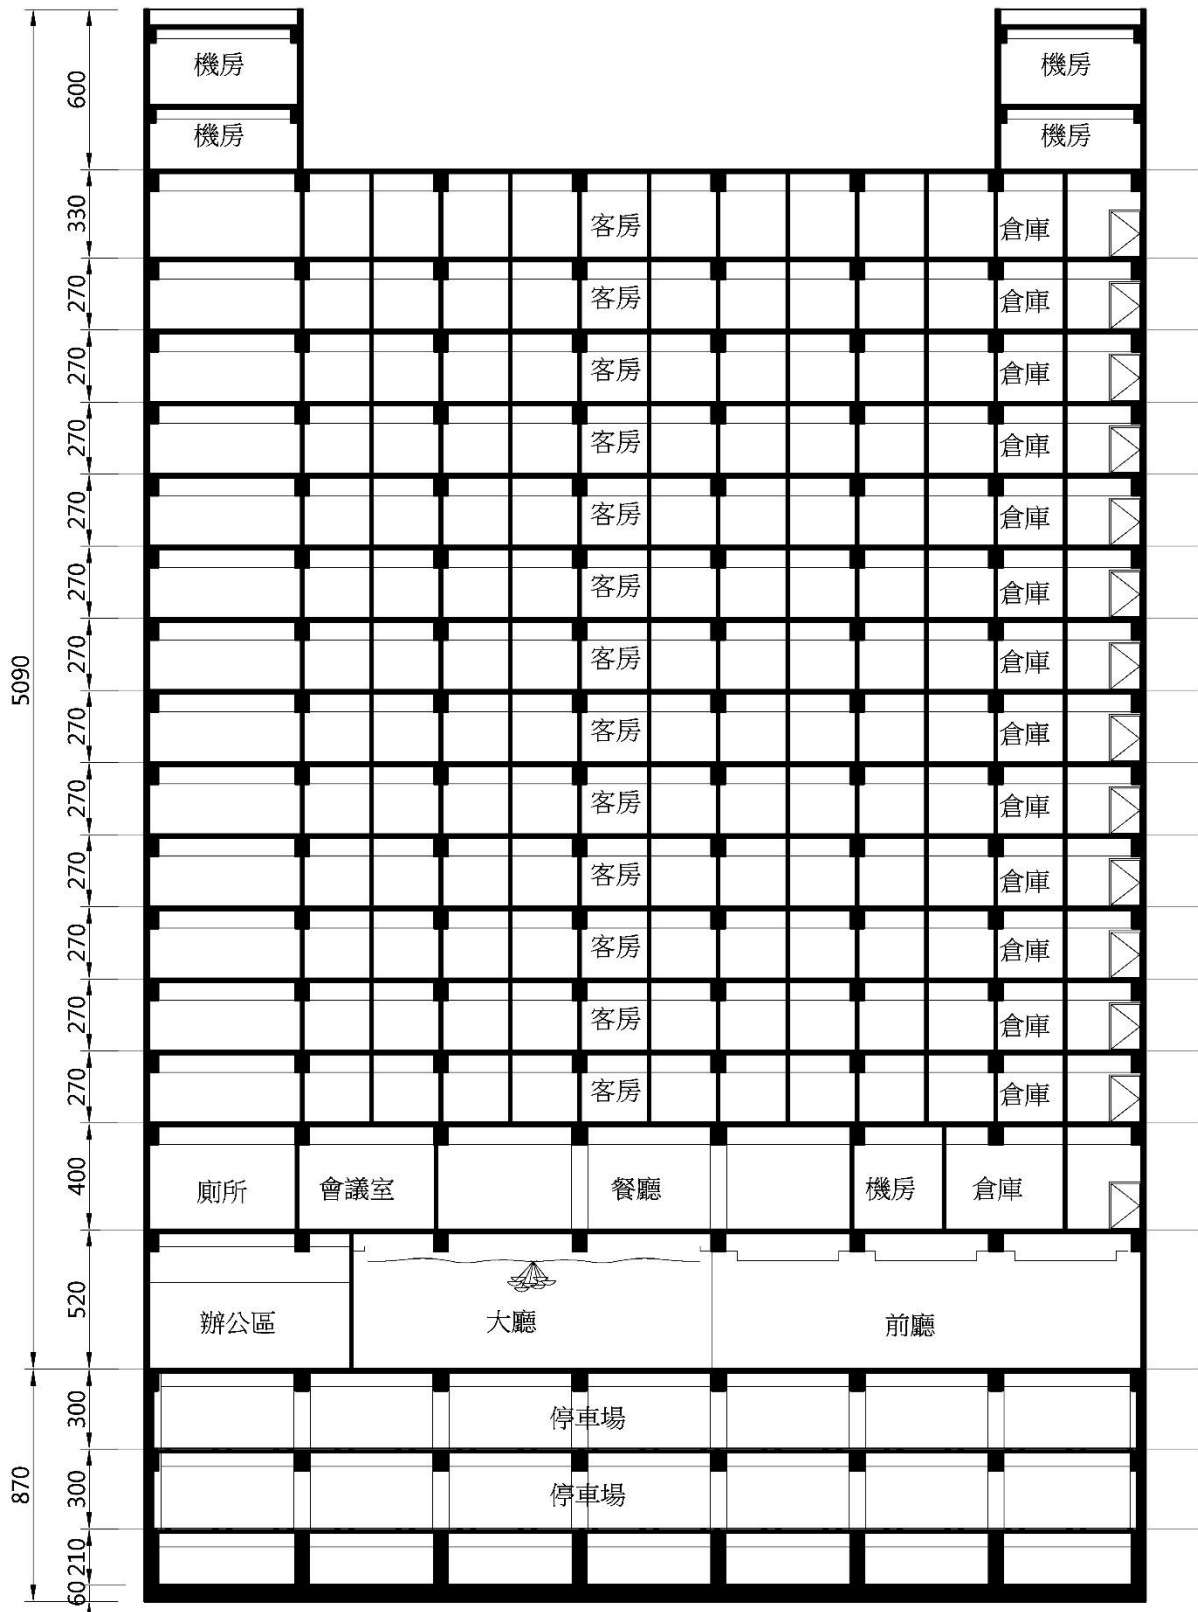 機房 機房
600
機房 機房
330 客房 倉庫
270 客房 倉庫
270 客房 倉庫
270 客房 倉庫
270 客房 倉庫
270 客房 倉庫
270 客房 倉庫
5090
270 客房 倉庫
270 客房 倉庫
270 客房 倉庫
270 客房 倉庫
270 客房 倉庫
270 客房 倉庫
400 廁所 會議室 餐廳 機房 倉庫
520 辦公區 大廳 前廳
300 停車場
870
300 停車場
210
60